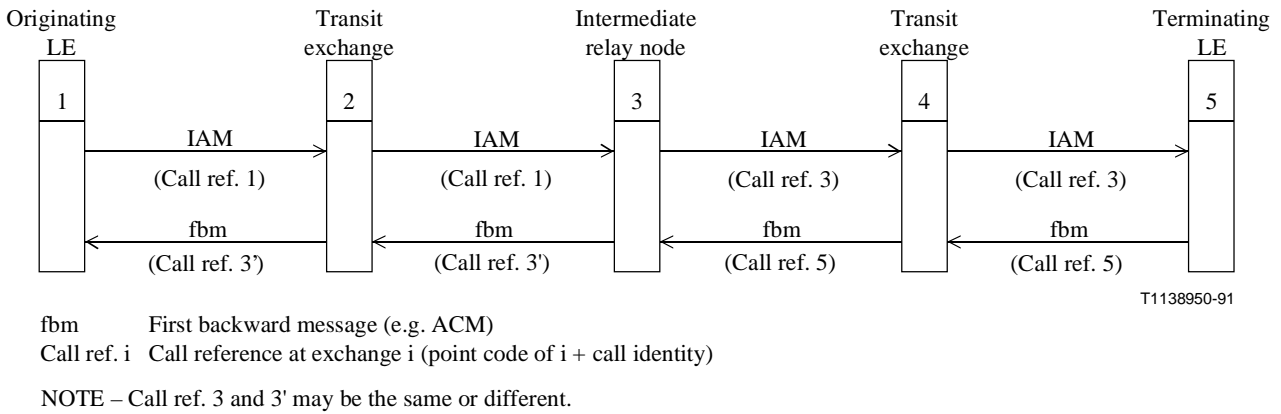 Originating LE
Transit exchange
Intermediate relay node
Transit exchange
Terminating LE
1
2
3
4
5
IAM
(Call ref. 1)
IAM
(Call ref. 1)
IAM
(Call ref. 3)
IAM
(Call ref. 3)
fbm
(Call ref. 3’)
fbm
(Call ref. 3')
fbm
(Call ref. 5)
fbm
(Call ref. 5)
T1138950-91
fbm First backward message (e.g. ACM)
Call ref. i Call reference at exchange i (point code of i + call identity)
NOTE – Call ref. 3 and 3' may be the same or different.